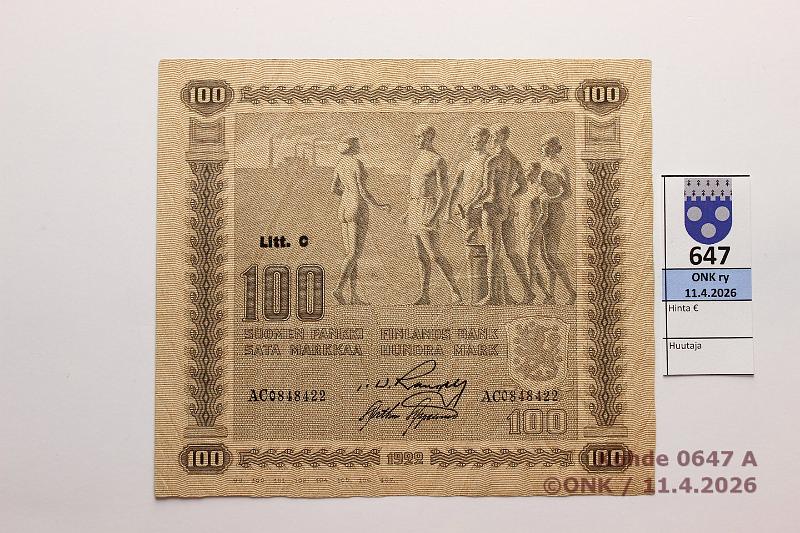 100 100
Litt. C
100
SUOMEN PANKKI FINLANDS BANK
SATA MARKKAA HUNDRA MARK
AC0848422 AC0848422
100
100 1922 100
647
ONK ry
11.4.2026
Hinta €
Huutaja
0647 A
©ONK / 11.4.2026